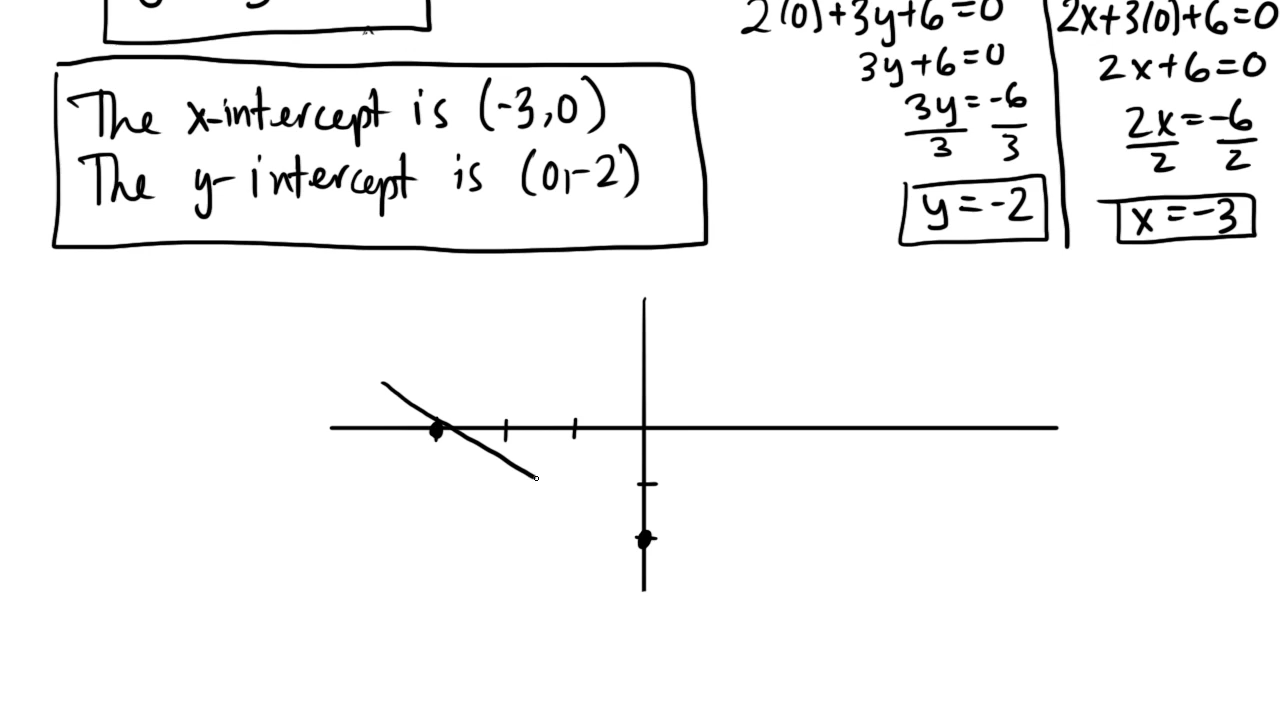 The x-intercept is (-3,0)
The y-intercept is (0,-2)
2(0)+3y+6=0
3y+6=0
3y=-6
3 3
y=-2
2x+3(0)+6=0
2x+6=0
2x=-6
2 2
x=-3